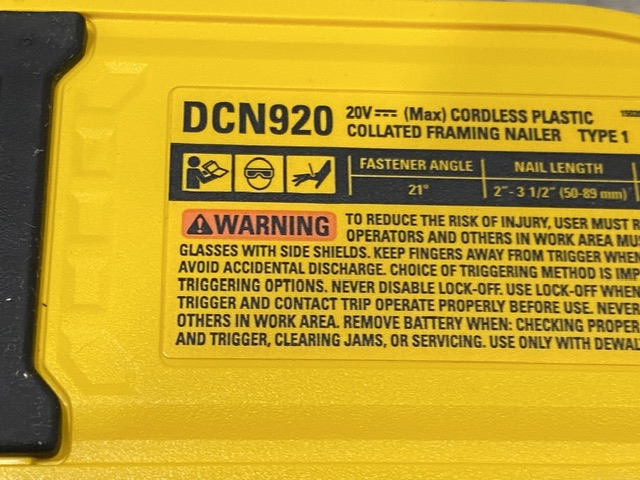 DCN920 20V (Max) CORDLESS PLASTIC
COLLATED FRAMING NAILER TYPE 1
FASTENER ANGLE NAIL LENGTH
21° 2"-3 1/2" (50-89 mm)
WARNING TO REDUCE THE RISK OF INJURY, USER MUST R
OPERATORS AND OTHERS IN WORK AREA MUS
GLASSES WITH SIDE SHIELDS. KEEP FINGERS AWAY FROM TRIGGER WHEN
AVOID ACCIDENTAL DISCHARGE. CHOICE OF TRIGGERING METHOD IS IMP
TRIGGERING OPTIONS. NEVER DISABLE LOCK-OFF. USE LOCK-OFF WHEN
TRIGGER AND CONTACT TRIP OPERATE PROPERLY BEFORE USE. NEVER
OTHERS IN WORK AREA. REMOVE BATTERY WHEN: CHECKING PROPER
AND TRIGGER, CLEARING JAMS, OR SERVICING. USE ONLY WITH DEWAL